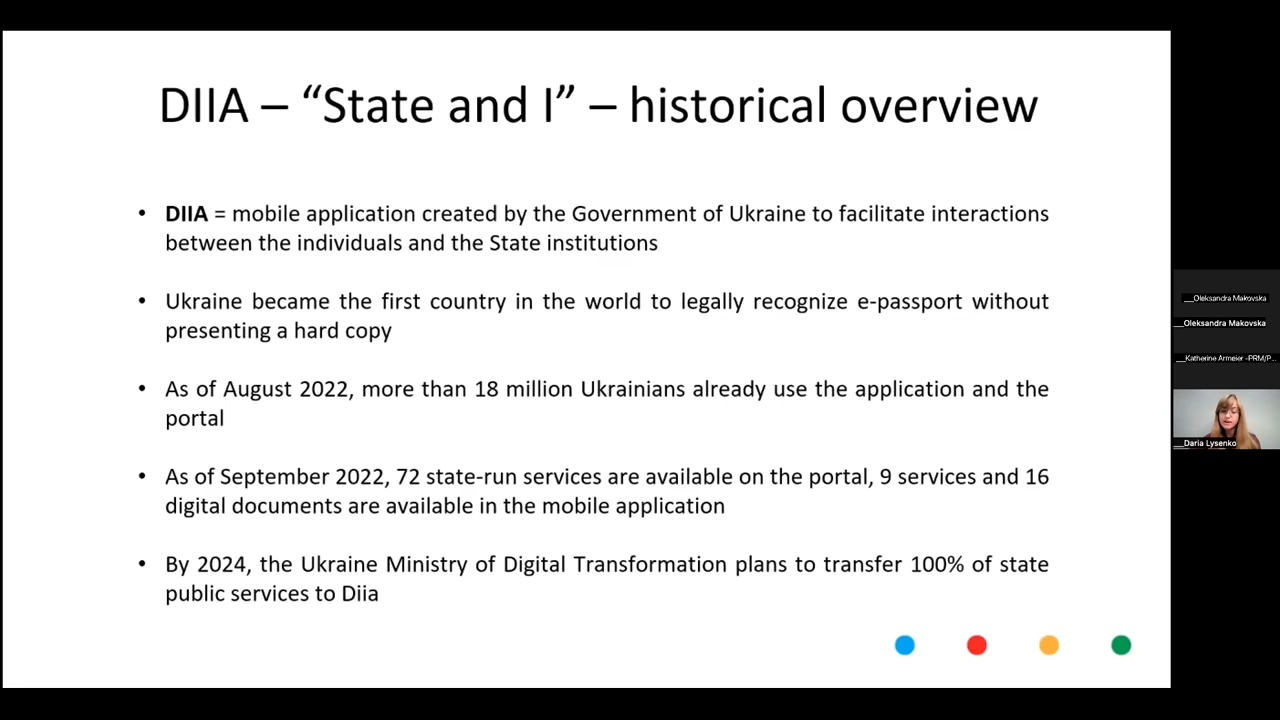 DIIA – “State and I” – historical overview
• DIIA = mobile application created by the Government of Ukraine to facilitate interactions
between the individuals and the State institutions
• Ukraine became the first country in the world to legally recognize e-passport without
presenting a hard copy
• As of August 2022, more than 18 million Ukrainians already use the application and the
portal
• As of September 2022, 72 state-run services are available on the portal, 9 services and 16
digital documents are available in the mobile application
• By 2024, the Ukraine Ministry of Digital Transformation plans to transfer 100% of state
public services to Diia
__Oleksandra Makovska
__Oleksandra Makovska
__Katherine Armeier -PRM/P...
__Daria Lysenko